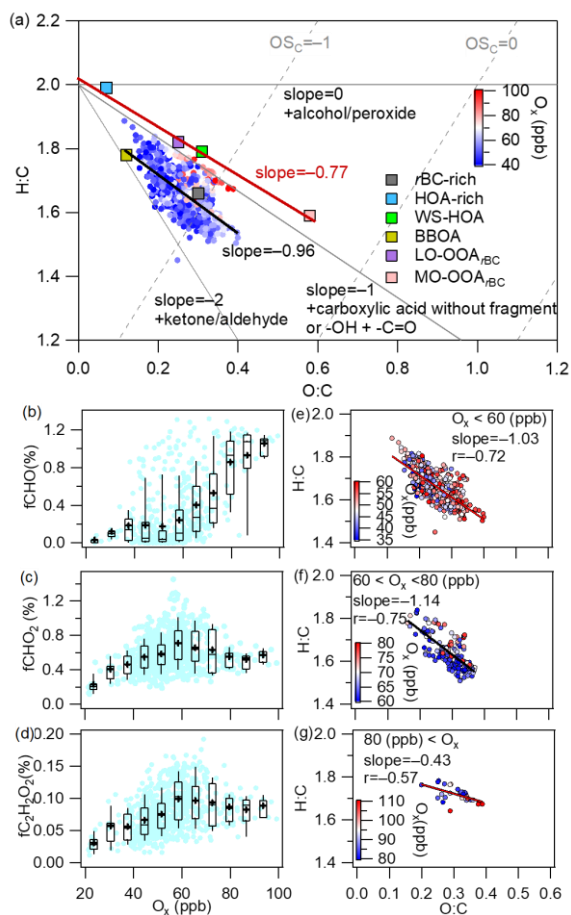 (a)
OSC=−1
OSC=0
2.0
1.8
1.6
1.4
1.2
H:C
slope=0
+alcohol/peroxide
100
80
60
40
Ox (ppb)
slope=−0.77
rBC-rich
HOA-rich
WS-HOA
BBOA
LO-OOArBC
MO-OOArBC
slope=−0.96
slope=−2
+ketone/aldehyde
slope=−1
+carboxylic acid without fragment
or -OH + -C=O
0.0 0.2 0.4 0.6 0.8 1.0 1.2
O:C
(b)
fCHO(%)
1.2
0.8
0.4
0.0
(e)
H:C
2.0
1.8
1.6
1.4
Ox < 60 (ppb)
slope=−1.03
r=−0.72
60
55
50
45
40
35
Ox(ppb)
(c)
fCHO2(%)
1.2
0.8
0.4
0.0
(f)
H:C
2.0
1.8
1.6
1.4
60 < Ox <80 (ppb)
slope=−1.14
r=−0.75
80
75
70
65
60
Ox(ppb)
(d)
fC2H2O2(%)
0.20
0.15
0.10
0.05
0.00
20 40 60 80 100
Ox (ppb)
(g)
H:C
2.0
1.8
1.6
1.4
80 (ppb) < Ox
slope=−0.43
r=−0.57
110
100
90
80
Ox(ppb)
0.0 0.1 0.2 0.3 0.4 0.5 0.6
O:C